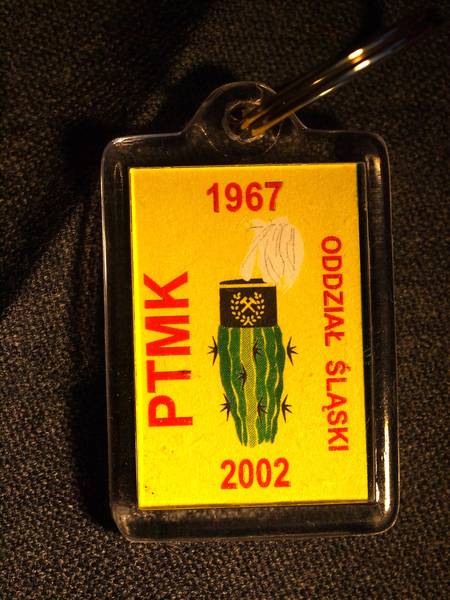 1967
PTMK
ODDZIAŁ ŚLĄSKI
2002